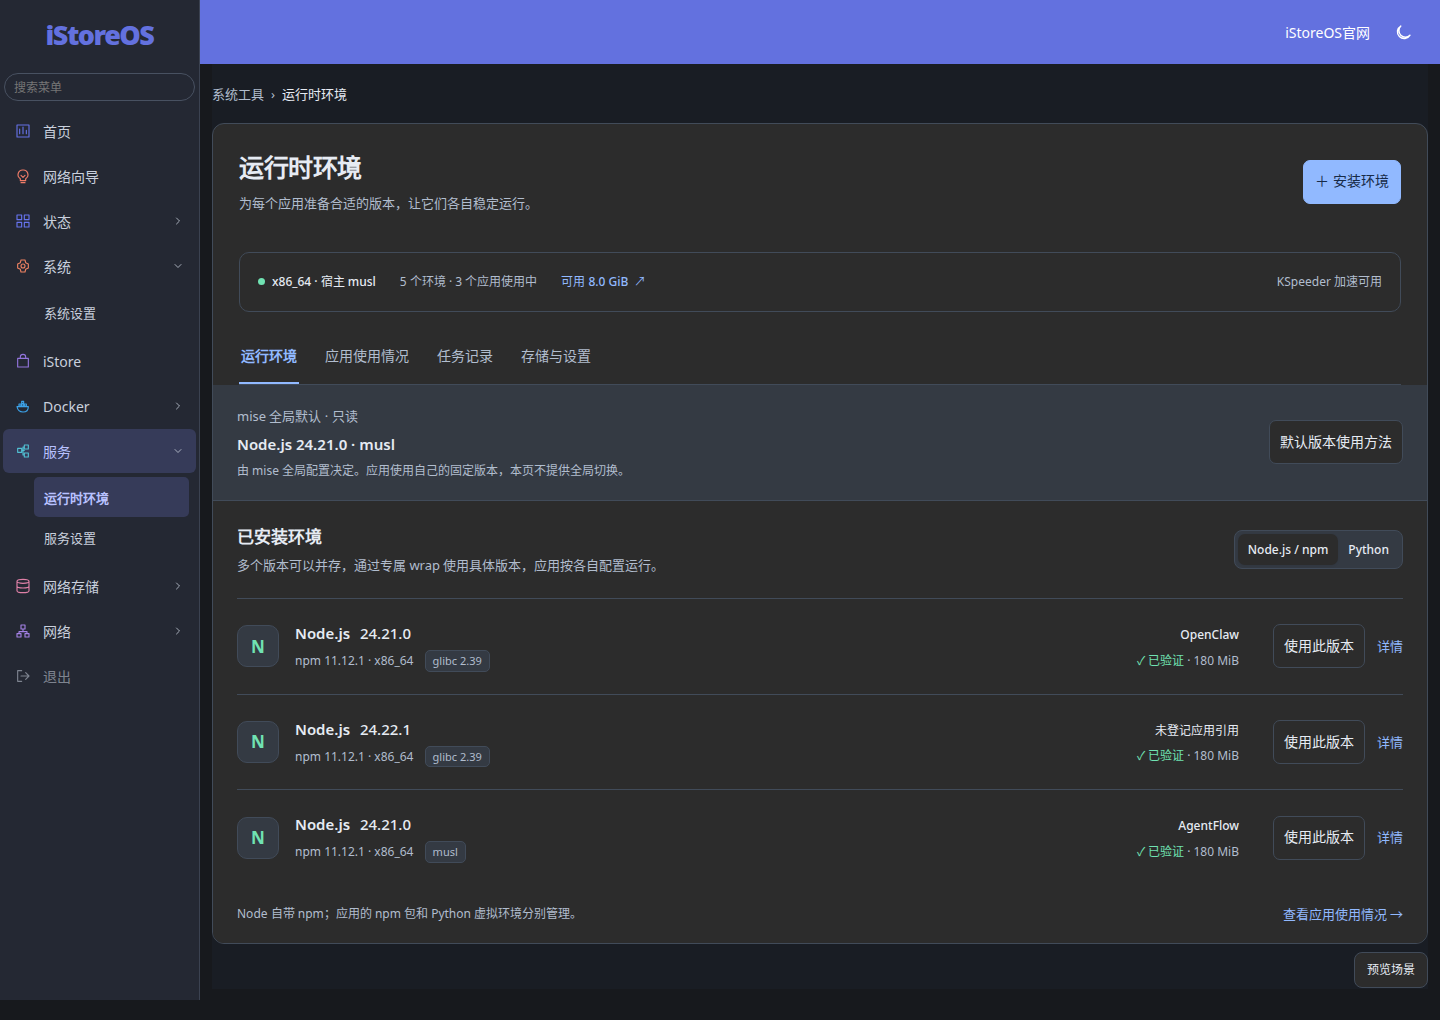 iStoreOS
搜索菜单
首页
网络向导
状态
系统
系统设置
iStore
Docker
服务
运行时环境
服务设置
网络存储
网络
退出
iStoreOS官网
系统工具 › 运行时环境
运行时环境
为每个应用准备合适的版本，让它们各自稳定运行。
＋ 安装环境
x86_64 · 宿主 musl 5 个环境 · 3 个应用使用中 可用 8.0 GiB ↗ KSpeeder 加速可用
运行环境 应用使用情况 任务记录 存储与设置
mise 全局默认 · 只读
Node.js 24.21.0 · musl
由 mise 全局配置决定。应用使用自己的固定版本，本页不提供全局切换。
默认版本使用方法
已安装环境
多个版本可以并存，通过专属 wrap 使用具体版本，应用按各自配置运行。
Node.js / npm Python
N
Node.js 24.21.0
npm 11.12.1 · x86_64 glibc 2.39
OpenClaw
✓ 已验证 · 180 MiB
使用此版本 详情
N
Node.js 24.22.1
npm 11.12.1 · x86_64 glibc 2.39
未登记应用引用
✓ 已验证 · 180 MiB
使用此版本 详情
N
Node.js 24.21.0
npm 11.12.1 · x86_64 musl
AgentFlow
✓ 已验证 · 180 MiB
使用此版本 详情
Node 自带 npm；应用的 npm 包和 Python 虚拟环境分别管理。
查看应用使用情况 →
预览场景